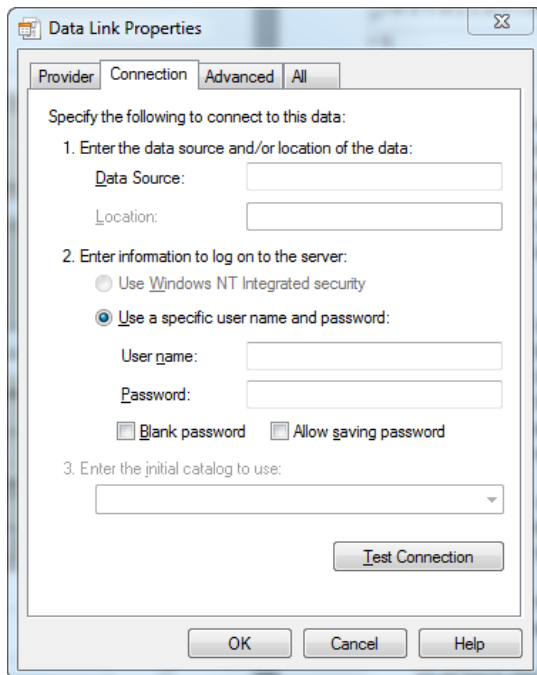 Data Link Properties
Provider Connection Advanced All
Specify the following to connect to this data:
1. Enter the data source and/or location of the data:
Data Source:
Location:
2. Enter information to log on to the server:
Use Windows NT Integrated security
Use a specific user name and password:
User name:
Password:
Blank password Allow saving password
3. Enter the initial catalog to use:
Test Connection
OK Cancel Help